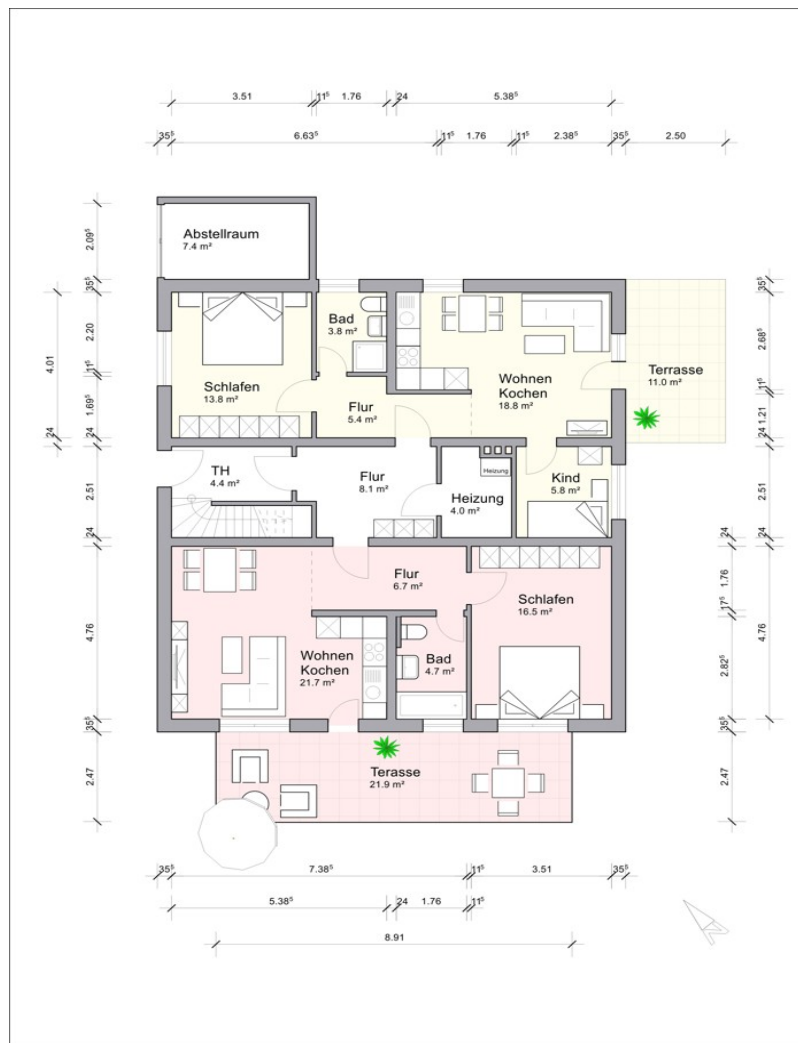 3.51 11⁵ 1.76 24 5.38⁵
35⁵ 6.63⁵ 11⁵ 1.76 11⁵ 2.38⁵ 35⁵ 2.50
2.09⁵
Abstellraum
7.4 m²
35⁵
35⁵
4.01
2.20
11⁵
1.69⁵
24
24
Schlafen
13.8 m²
Bad
3.8 m²
Flur
5.4 m²
Wohnen
Kochen
18.8 m²
Terrasse
11.0 m²
2.68⁵
11⁵
1.21
24
TH
4.4 m²
Flur
8.1 m²
Heizung
Heizung
4.0 m²
Kind
5.8 m²
2.51
24
2.51
24
24
Flur
6.7 m²
Schlafen
16.5 m²
Wohnen
Kochen
21.7 m²
Bad
4.7 m²
4.76
35⁵
1.76
17⁵
2.82⁵
4.76
35⁵
Terasse
21.9 m²
2.47
2.47
35⁵ 7.38⁵ 11⁵ 3.51 35⁵
5.38⁵ 24 1.76 11⁵
8.91